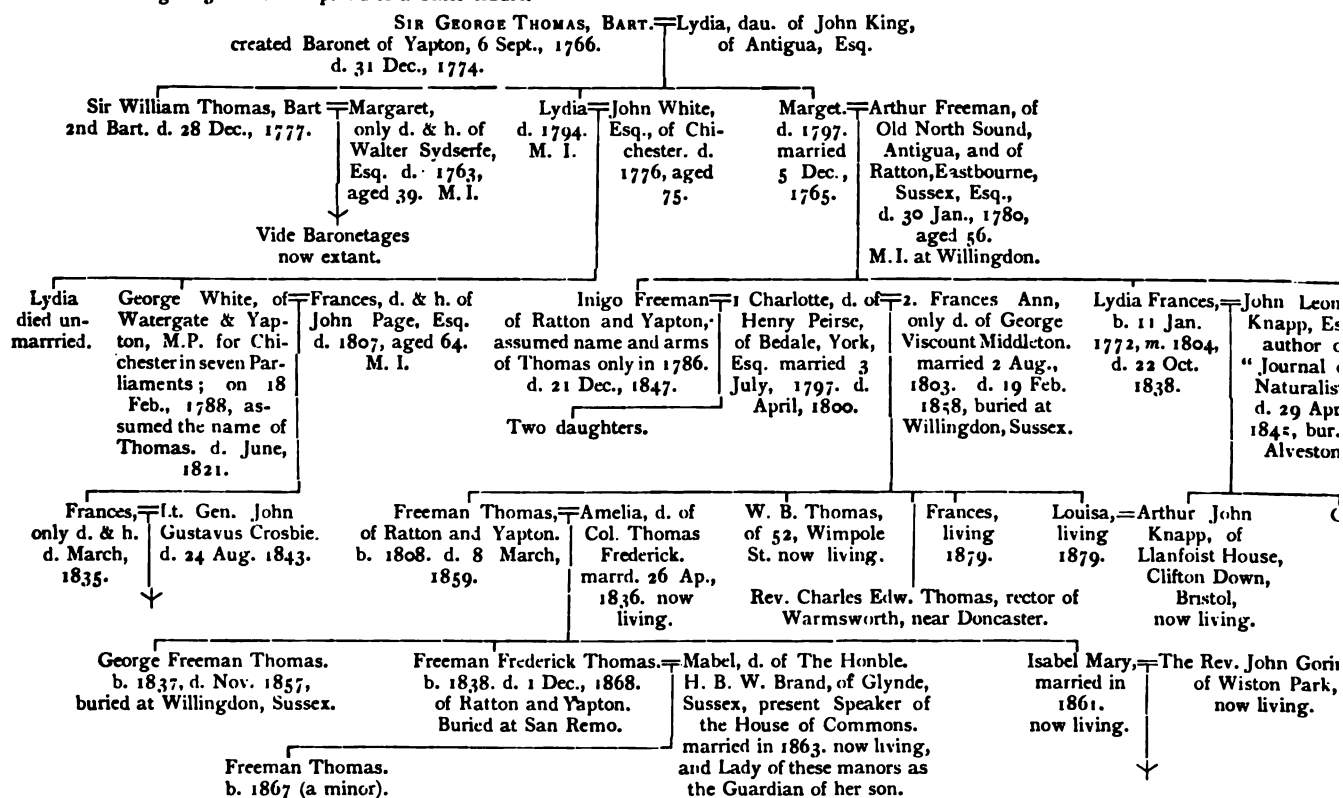 SIR GEORGE THOMAS, BART.
created Baronet of Yapton, 6 Sept., 1766.
d. 31 Dec., 1774.
Lydia, dau. of John King,
of Antigua, Esq.
Sir William Thomas, Bart
2nd Bart. d. 28 Dec., 1777.
Margaret,
only d. & h. of
Walter Sydserfe,
Esq. d. 1763,
aged 39. M.I.
Vide Baronetages
now extant.
Lydia
d. 1794.
M. I.
John White,
Esq., of Chi-
chester. d.
1776, aged
75.
Marget.
d. 1797.
married
5 Dec.,
1765.
Arthur Freeman, of
Old North Sound,
Antigua, and of
Ratton, Eastbourne,
Sussex, Esq.,
d. 30 Jan., 1780,
aged 56.
M.I. at Willingdon.
Lydia
died un-
marrried.
George White, of
Watergate & Yap-
ton, M.P. for Chi-
chester in seven Par-
liaments; on 18
Feb., 1788, as-
sumed the name of
Thomas. d. June,
1821.
Frances, d. & h. of
John Page, Esq.
d. 1807, aged 64.
M. I.
Inigo Freeman
of Ratton and Yapton,
assumed name and arms
of Thomas only in 1786.
d. 21 Dec., 1847.
1 Charlotte, d. of
Henry Peirse,
of Bedale, York,
Esq. married 3
July, 1797. d.
April, 1800.
Two daughters.
2. Frances Ann,
only d. of George
Viscount Middleton.
married 2 Aug.,
1803. d. 19 Feb.
1858, buried at
Willingdon, Sussex.
Lydia Frances,
b. 11 Jan.
1772, m. 1804,
d. 22 Oct.
1838.
John Leon
Knapp, Es
author o
"Journal
Naturalis
d. 29 Apr
1845, bur.
Alveston
Frances,
only d. & h.
d. March,
1835.
Lt. Gen. John
Gustavus Crosbie.
d. 24 Aug. 1843.
Freeman Thomas,
of Ratton and Yapton.
b. 1808. d. 8 March,
1859.
Amelia, d. of
Col. Thomas
Frederick.
marrd. 26 Ap.,
1836. now
living.
W. B. Thomas,
of 52, Wimpole
St. now living.
Rev. Charles Edw. Thomas, rector of
Warmsworth, near Doncaster.
Frances,
living
1879.
Louisa,
living
1879.
Arthur John
Knapp, of
Llanfoist House,
Clifton Down,
Bristol,
now living.
George Freeman Thomas.
b. 1837, d. Nov. 1857,
buried at Willingdon, Sussex.
Freeman Frederick Thomas.
b. 1838. d. 1 Dec., 1868.
of Ratton and Yapton.
Buried at San Remo.
Mabel, d. of The Honble.
H. B. W. Brand, of Glynde,
Sussex, present Speaker of
the House of Commons.
married in 1863. now living,
and Lady of these manors as
the Guardian of her son.
Isabel Mary,
married in
1861.
now living.
The Rev. John Gorin
of Wiston Park,
now living.
Freeman Thomas.
b. 1867 (a minor).